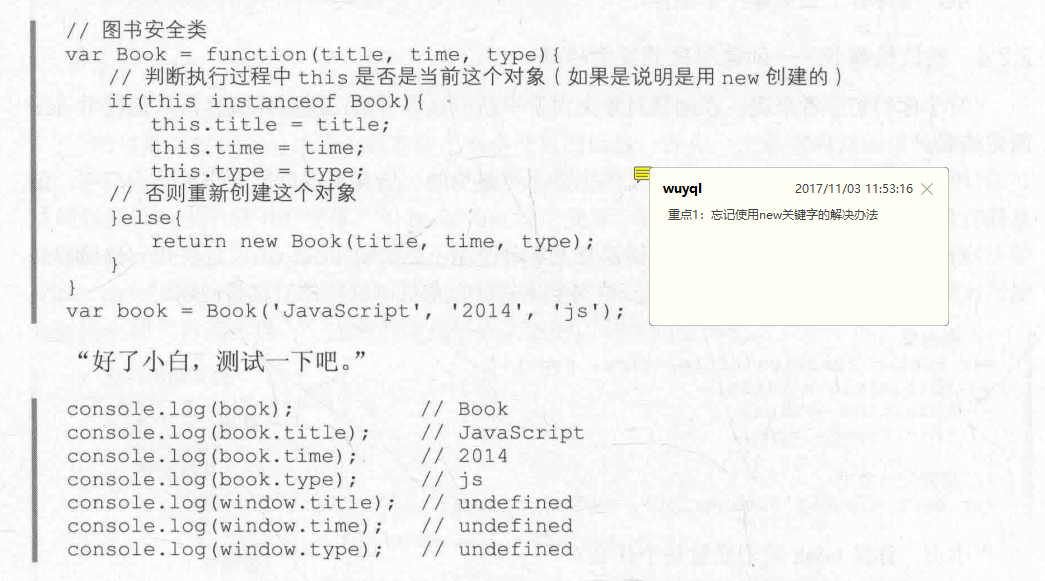 // 图书安全类
var Book = function(title, time, type){
// 判断执行过程中 this 是否是当前这个对象 ( 如果是说明是用 new 创建的 )
if(this instanceof Book){
this.title = title;
this.time = time;
this.type = type;
// 否则重新创建这个对象
}else{
return new Book(title, time, type);
}
}
var book = Book('JavaScript', '2014', 'js');
wuyql 2017/11/03 11:53:16
重点1：忘记使用new关键字的解决办法
“好了小白，测试一下吧。”
console.log(book); // Book
console.log(book.title); // JavaScript
console.log(book.time); // 2014
console.log(book.type); // js
console.log(window.title); // undefined
console.log(window.time); // undefined
console.log(window.type); // undefined